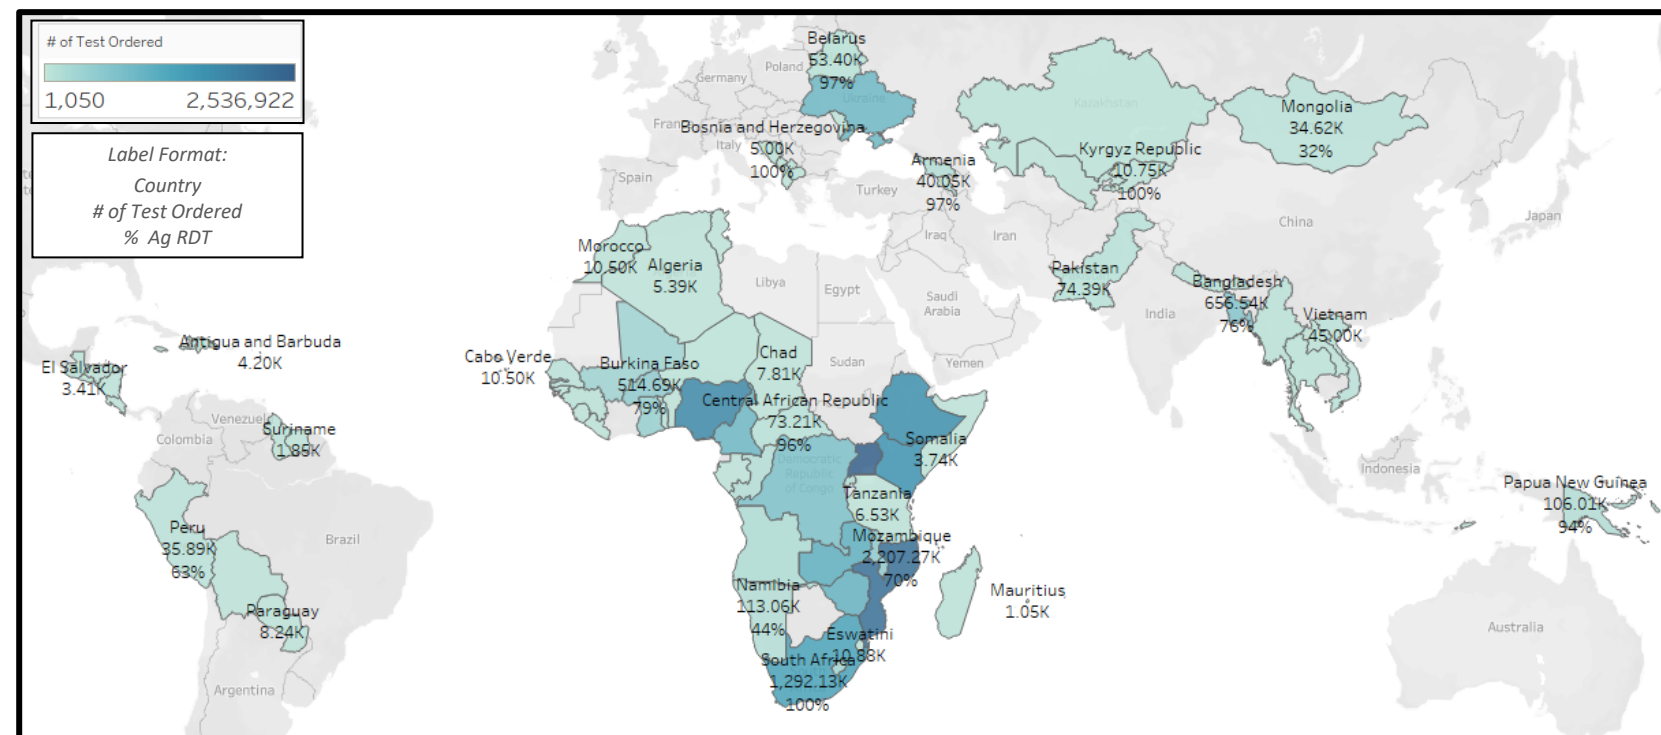 # of Test Ordered
1,050 2,536,922
Label Format:
Country
# of Test Ordered
% Ag RDT
Belarus
53.40K
97%
Germany
Poland
Ukraine
Kazakhstan
Mongolia
34.62K
32%
Bosnia and Herzegovina
5.00K
100%
Italy
Spain
Armenia
40.05K
97%
Turkey
Kyrgyz Republic
10.75K
100%
China
Japan
Iraq
Iran
Morocco
10.50K
Algeria
5.39K
Libya
Egypt
Saudi
Arabia
Pakistan
74.39K
India
Bangladesh
656.54K
76%
Vietnam
45.00K
Antigua and Barbuda
4.20K
El Salvador
3.41K
Cabo Verde
10.50K
Burkina Faso
514.69K
79%
Chad
7.81K
Sudan
Yemen
Central African Republic
73.21K
96%
Venezuel
Colombia
Suriname
1.85K
Somalia
3.74K
Democratic
Republic
of Congo
Indonesia
Tanzania
6.53K
Papua New Guinea
106.01K
94%
Peru
35.89K
63%
Brazil
Mozambique
2,207.27K
70%
Namibia
113.06K
44%
Mauritius
1.05K
Paraguay
8.24K
Eswatini
10.88K
South Africa
1,292.13K
100%
Australia
Argentina